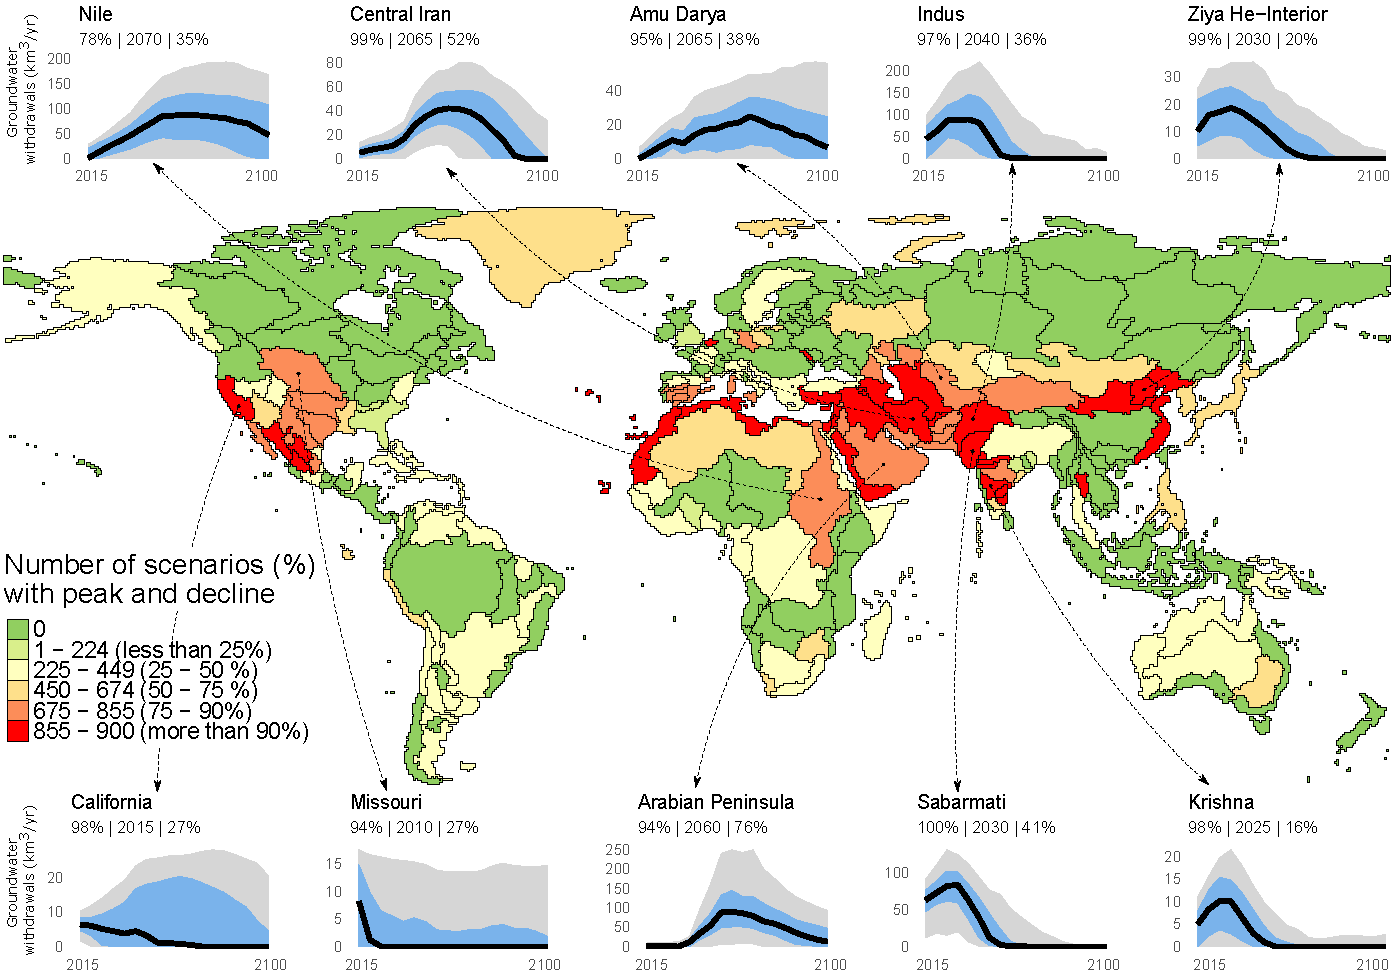 Nile
78% | 2070 | 35%
Central Iran
99% | 2065 | 52%
Amu Darya
95% | 2065 | 38%
Indus
97% | 2040 | 36%
Ziya He−Interior
99% | 2030 | 20%
Groundwater
withdrawals (km3/yr)
200
150
100
50
0
2015
2100
80
60
40
20
0
2015
2100
40
20
0
2015
2100
200
150
100
50
0
2015
2100
30
20
10
0
2015
2100
Number of scenarios (%)
with peak and decline
0
1 − 224 (less than 25%)
225 − 449 (25 − 50 %)
450 − 674 (50 − 75 %)
675 − 855 (75 − 90%)
855 − 900 (more than 90%)
California
98% | 2015 | 27%
Missouri
94% | 2010 | 27%
Arabian Peninsula
94% | 2060 | 76%
Sabarmati
100% | 2030 | 41%
Krishna
98% | 2025 | 16%
Groundwater
withdrawals (km3/yr)
20
10
0
2015
2100
15
10
5
0
2015
2100
250
200
150
100
50
0
2015
2100
100
50
0
2015
2100
20
15
10
5
0
2015
2100